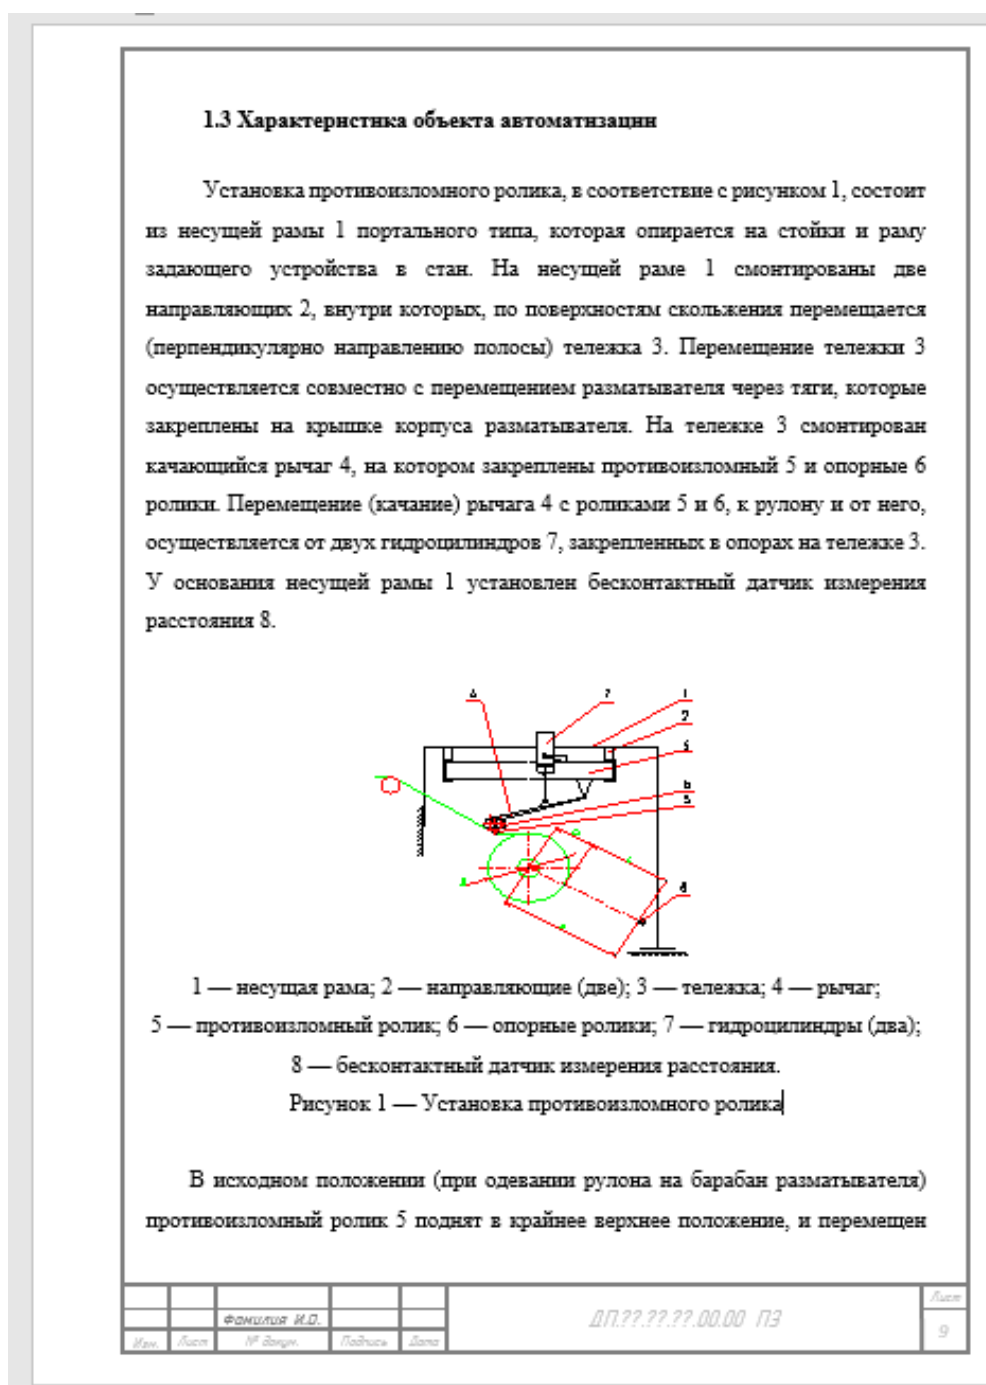 1.3 Характеристика объекта автоматизации
Установка противоизломного ролика, в соответствие с рисунком 1, состоит
из несущей рамы 1 портального типа, которая опирается на стойки и раму
задающего устройства в стан. На несущей раме 1 смонтированы две
направляющих 2, внутри которых, по поверхностям скольжения перемещается
(перпендикулярно направлению полосы) тележка 3. Перемещение тележки 3
осуществляется совместно с перемещением разматывателя через тяги, которые
закреплены на крышке корпуса разматывателя. На тележке 3 смонтирован
качающийся рычаг 4, на котором закреплены противоизломный 5 и опорные 6
ролики. Перемещение (качание) рычага 4 с роликами 5 и 6, к рулону и от него,
осуществляется от двух гидроцилиндров 7, закрепленных в опорах на тележке 3.
У основания несущей рамы 1 установлен бесконтактный датчик измерения
расстояния 8.
4 7 1
2
6
5
1 — несущая рама; 2 — направляющие (две); 3 — тележка; 4 — рычаг;
5 — противоизломный ролик; 6 — опорные ролики; 7 — гидроцилиндры (два);
8 — бесконтактный датчик измерения расстояния.
Рисунок 1 — Установка противоизломного ролика
В исходном положении (при одевании рулона на барабан разматывателя)
противоизломный ролик 5 поднят в крайнее верхнее положение, и перемещен
Фамилия И.О.
Изм. Лист № докум. Подпись Дата
ДП.??.??.??.00.00 ПЗ
Лист
9